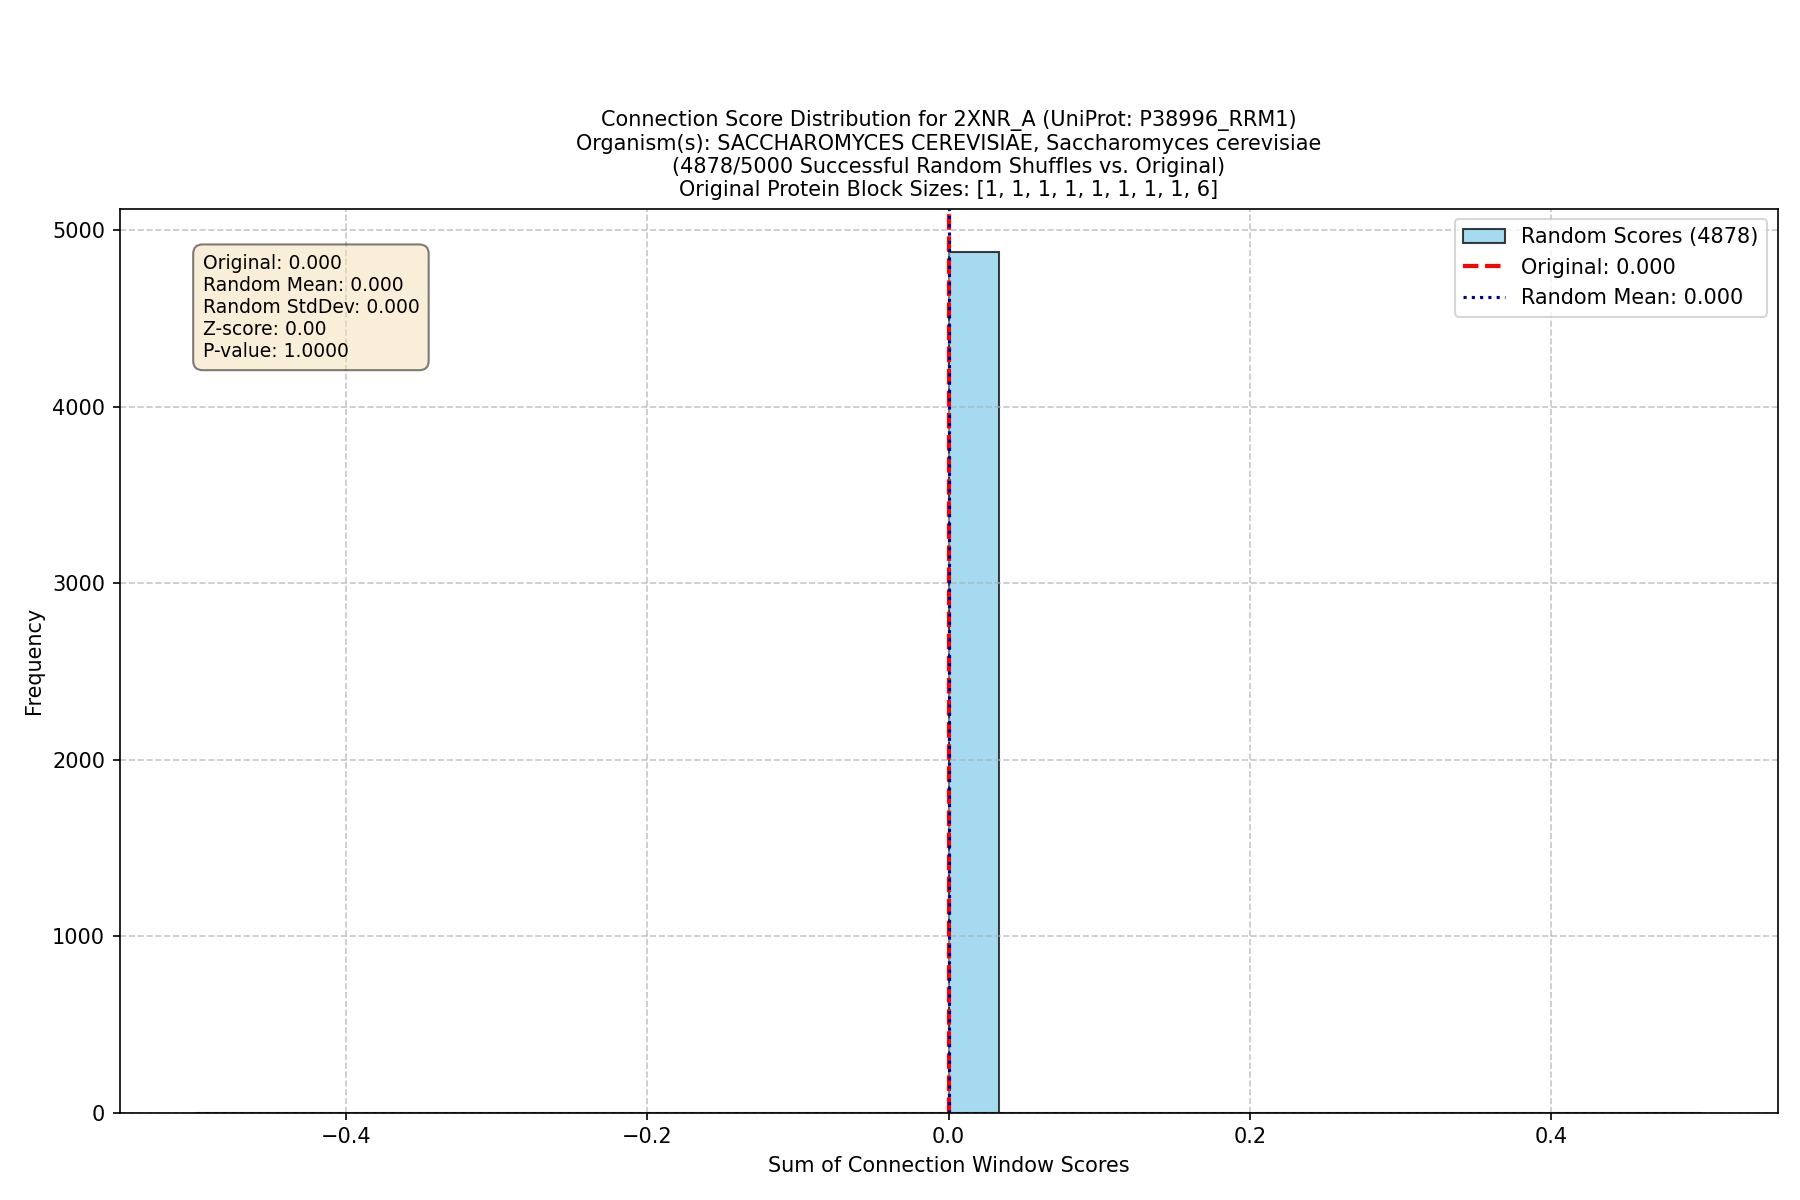 Connection Score Distribution for 2XNR_A (UniProt: P38996_RRM1)
Organism(s): SACCHAROMYCES CEREVISIAE, Saccharomyces cerevisiae
(4878/5000 Successful Random Shuffles vs. Original)
Original Protein Block Sizes: [1, 1, 1, 1, 1, 1, 1, 1, 6]
Original: 0.000
Random Mean: 0.000
Random StdDev: 0.000
Z-score: 0.00
P-value: 1.0000
Random Scores (4878)
Original: 0.000
Random Mean: 0.000
Frequency
5000
4000
3000
2000
1000
0
−0.4
−0.2
0.0
0.2
0.4
Sum of Connection Window Scores